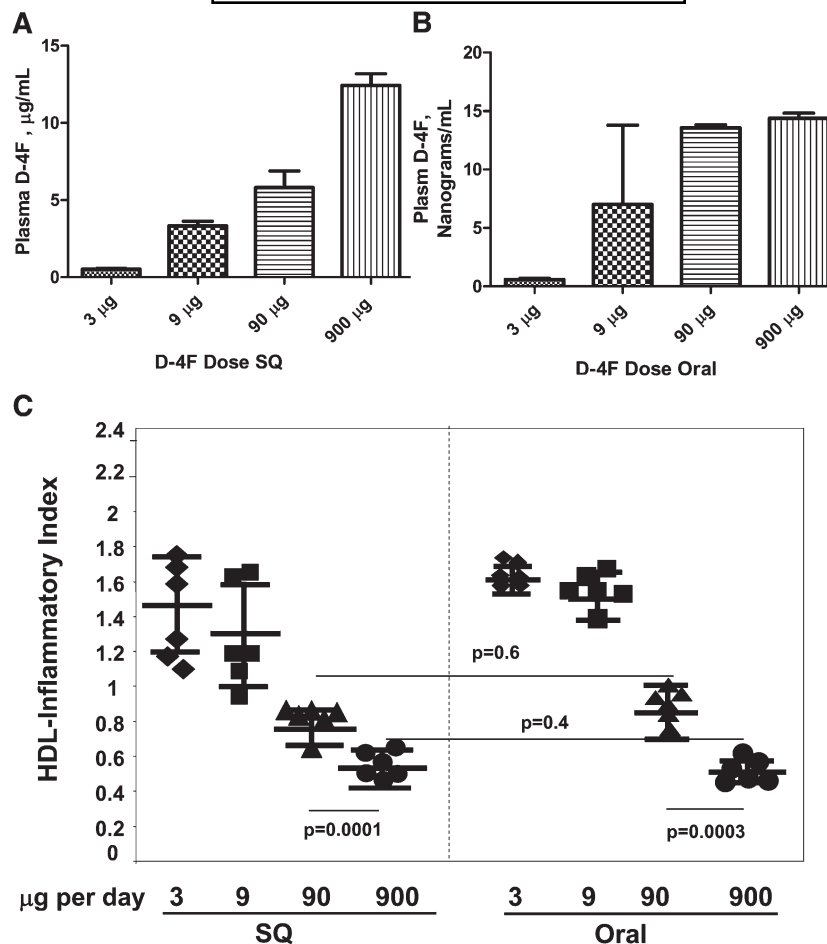 A
15
10
5
0
Plasma D-4F , μg/mL
3 μg
9 μg
90 μg
900 μg
D-4F Dose SQ
B
20
15
10
5
0
Plasm D-4F,
Nanograms/mL
3 μg
9 μg
90 μg
900 μg
D-4F Dose Oral
C
HDL-Inflammatory Index
2.4
2.2
2
1.8
1.6
1.4
1.2
1
0.8
0.6
0.4
0.2
0
p=0.6
p=0.4
p=0.0001
p=0.0003
μg per day 3 9 90 900 3 9 90 900
SQ Oral